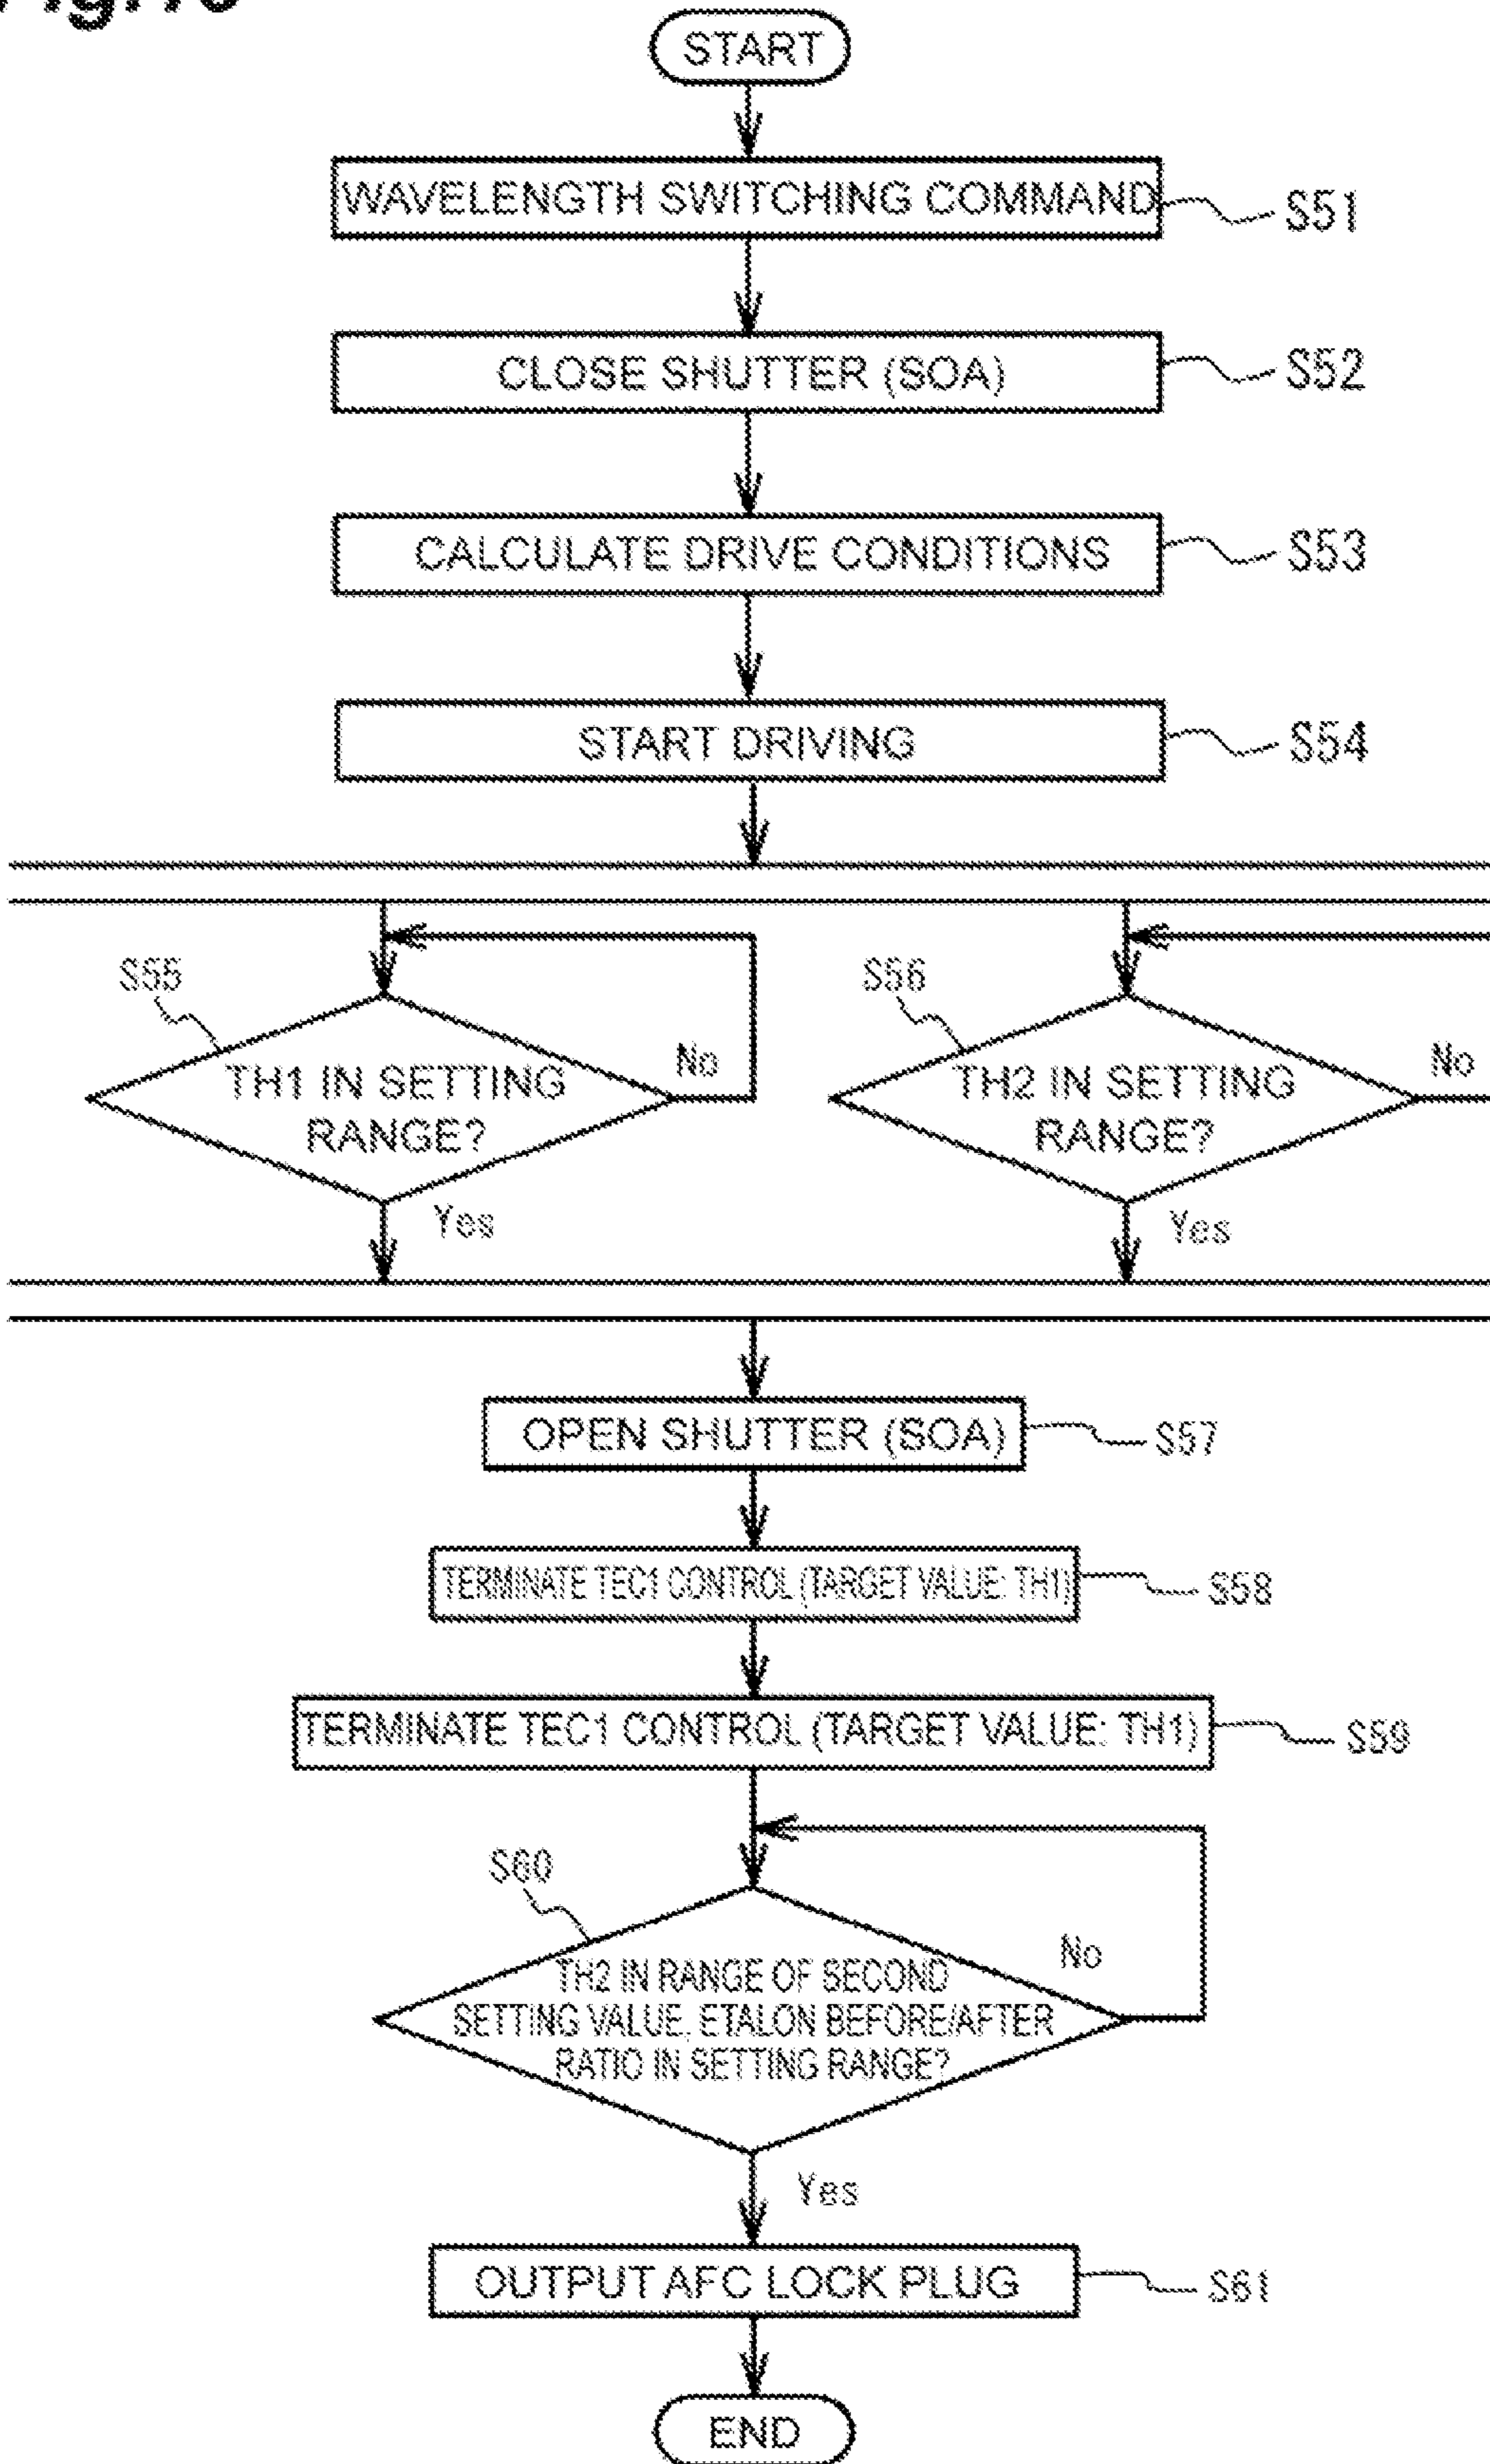 START
WAVELENGTH SWITCHING COMMAND
S51
CLOSE SHUTTER (SOA)
S52
CALCULATE DRIVE CONDITIONS
S53
START DRIVING
S54
S55
TH1 IN SETTING
RANGE?
No
Yes
S56
TH2 IN SETTING
RANGE?
No
Yes
OPEN SHUTTER (SOA)
S57
TERMINATE TEC1 CONTROL (TARGET VALUE: TH1)
S58
TERMINATE TEC1 CONTROL (TARGET VALUE: TH1)
S59
S60
TH2 IN RANGE OF SECOND
SETTING VALUE, ETALON BEFORE/AFTER
RATIO IN SETTING RANGE?
No
Yes
OUTPUT AFC LOCK PLUG
S61
END